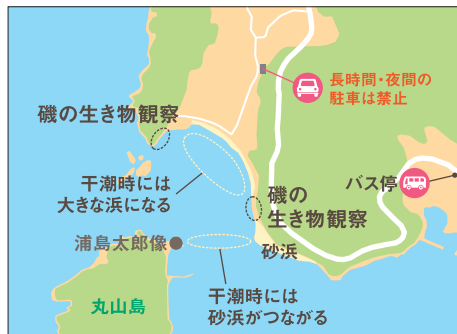 長時間・夜間の
駐車は禁止
磯の生き物観察
干潮時には
大きな浜になる
磯の
生き物観察
バス停
浦島太郎像
砂浜
丸山島
干潮時には
砂浜がつながる